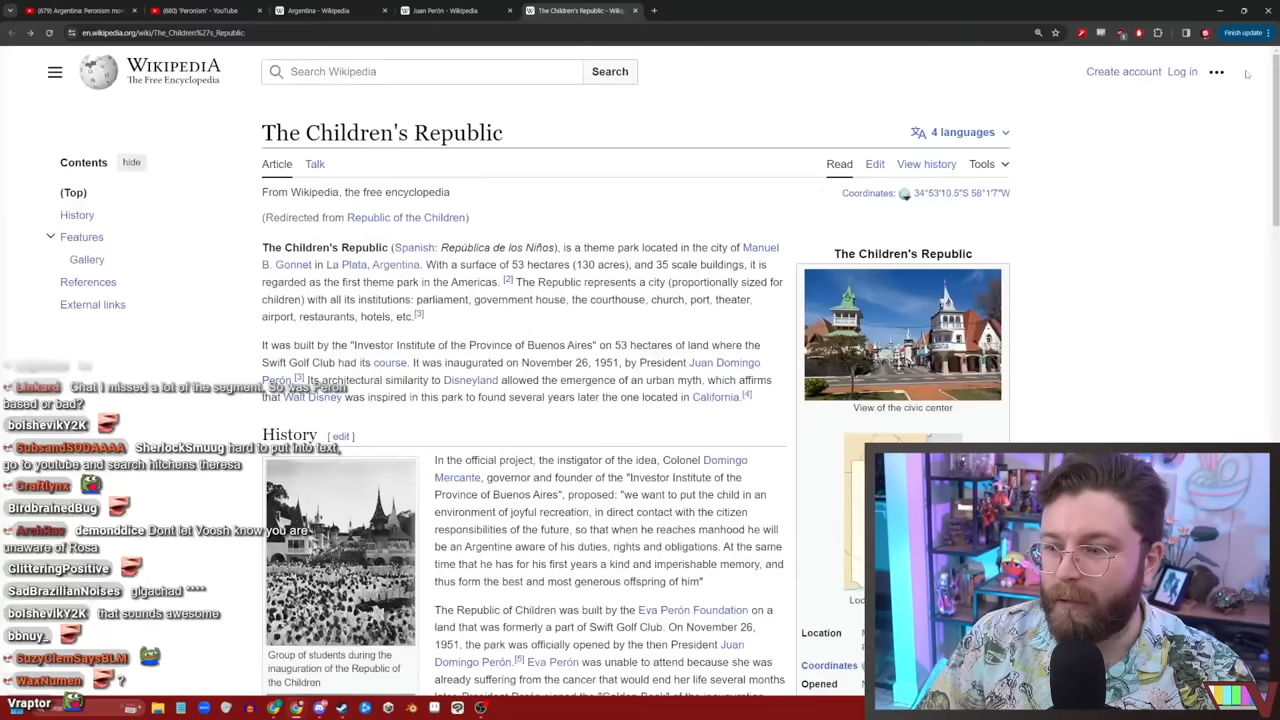 (679) Argentina: Peronism mov
(680) 'Peronism' - YouTube
Argentina - Wikipedia
Juan Perón - Wikipedia
The Children's Republic - Wiki
en.wikipedia.org/wiki/The_Children%27s_Republic
Finish update
WIKIPEDIA
The Free Encyclopedia
Search Wikipedia
Search
Create account Log in
The Children's Republic
4 languages
Contents hide
Article Talk
Read Edit View history Tools
(Top)
From Wikipedia, the free encyclopedia
Coordinates: 34°53′10.5″S 58°1′7″W
History
(Redirected from Republic of the Children)
Features
Gallery
References
External links
The Children's Republic (Spanish: República de los Niños), is a theme park located in the city of Manuel
B. Gonnet in La Plata, Argentina. With a surface of 53 hectares (130 acres), and 35 scale buildings, it is
regarded as the first theme park in the Americas. [2] The Republic represents a city (proportionally sized for
children) with all its institutions: parliament, government house, the courthouse, church, port, theater,
airport, restaurants, hotels, etc.[3]
It was built by the "Investor Institute of the Province of Buenos Aires" on 53 hectares of land where the
Swift Golf Club had its course. It was inaugurated on November 26, 1951, by President Juan Domingo
Perón.[3] Its architectural similarity to Disneyland allowed the emergence of an urban myth, which affirms
that Walt Disney was inspired in this park to found several years later the one located in California.[4]
The Children's Republic
View of the civic center
History [ edit ]
In the official project, the instigator of the idea, Colonel Domingo
Mercante, governor and founder of the "Investor Institute of the
Province of Buenos Aires", proposed: "we want to put the child in an
environment of joyful recreation, in direct contact with the citizen
responsibilities of the future, so that when he reaches manhood he will
be an Argentine aware of his duties, rights and obligations. At the same
time that he has for his first years a kind and imperishable memory, and
thus form the best and most generous offspring of him"
The Republic of Children was built by the Eva Perón Foundation on a
land that was formerly a part of Swift Golf Club. On November 26,
1951, the park was officially opened by the then President Juan
Domingo Perón.[5] Eva Perón was unable to attend because she was
already suffering from the cancer that would end her life several months
Group of students during the
inauguration of the Republic of
the Children
Location
Coordinates
Opened
Linkard Chat I missed a lot of the segment. So was Peron
based or bad?
bolshevikY2K
SubsandSODAAAA SherlockSmuug hard to put into text,
go to youtube and search hitchens theresa
Craftlynx
BirdbrainedBug
ArchRev demonddice Dont let Voosh know you are
unaware of Rosa
GlitteringPositive
SadBrazilianNoises gigachad ****
bolshevikY2K that sounds awesome
bbnuy_
SuzyClemSaysBLM
WaxNumen ?
Vraptor